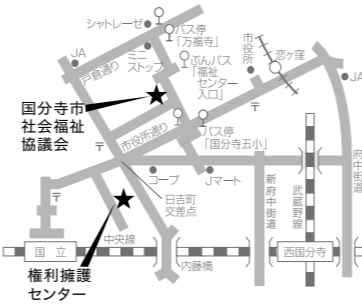 シャトレーゼ
バス停
「万福寺」
市役所
恋ヶ窪
JA
戸倉通り
ミニ
ストップ
ぶんバス
「福祉
センター
入口」
JA
国分寺市
社会福祉
協議会
市役所通り
バス停
「国分寺五小」
コープ
Jマート
日吉町
交差点
新府中街道
武蔵野線
府中街道
中央線
国立
内藤橋
西国分寺
権利擁護
センター